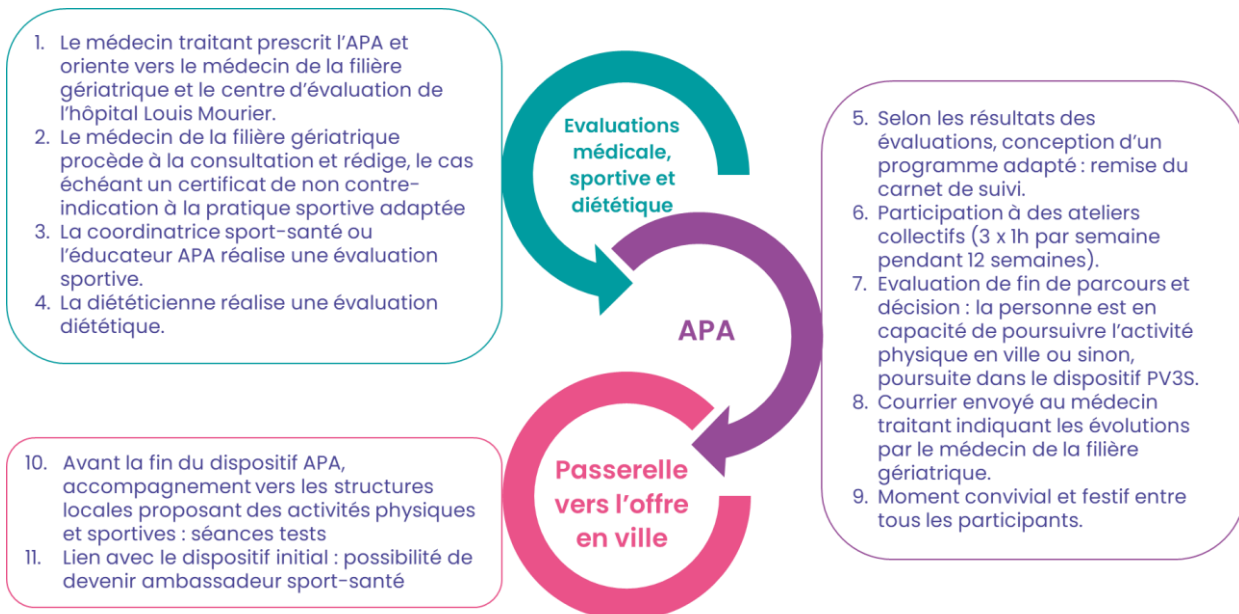 1. Le médecin traitant prescrit l'APA et
oriente vers le médecin de la filière
gériatrique et le centre d'évaluation de
l'hôpital Louis Mourier.
2. Le médecin de la filière gériatrique
procède à la consultation et rédige, le cas
échéant un certificat de non contre-
indication à la pratique sportive adaptée
3. La coordinatrice sport-santé ou
l'éducateur APA réalise une évaluation
sportive.
4. La diététicienne réalise une évaluation
diététique.
Evaluations
médicale,
sportive et
diététique
APA
5. Selon les résultats des
évaluations, conception d'un
programme adapté : remise du
carnet de suivi.
6. Participation à des ateliers
collectifs (3 x 1h par semaine
pendant 12 semaines).
7. Evaluation de fin de parcours et
décision : la personne est en
capacité de poursuivre l'activité
physique en ville ou sinon,
poursuite dans le dispositif PV3S.
8. Courrier envoyé au médecin
traitant indiquant les évolutions
par le médecin de la filière
gériatrique.
9. Moment convivial et festif entre
tous les participants.
Passerelle
vers l'offre
en ville
10. Avant la fin du dispositif APA,
accompagnement vers les structures
locales proposant des activités physiques
et sportives : séances tests
11. Lien avec le dispositif initial : possibilité de
devenir ambassadeur sport-santé